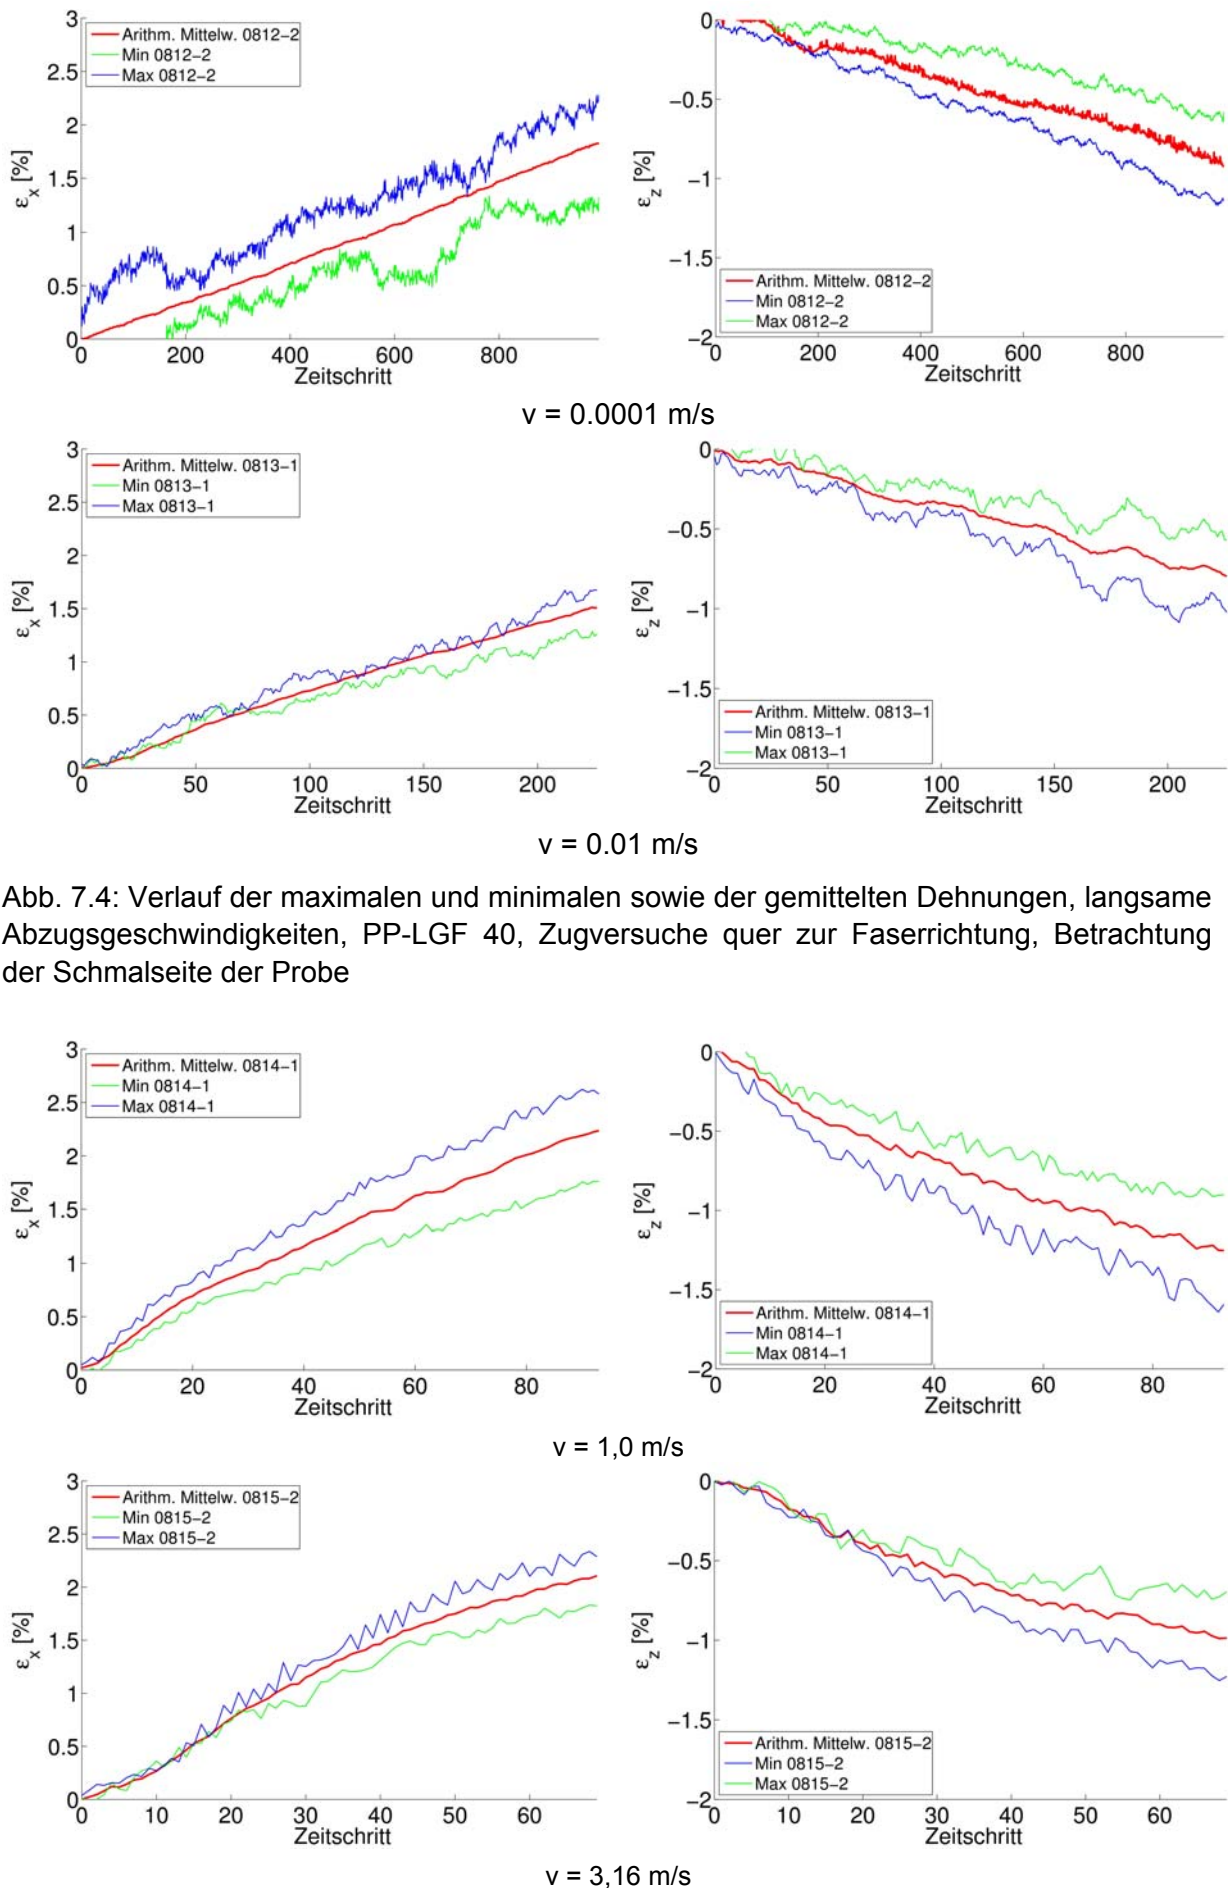 3
2.5
2
1.5
1
0.5
0
εx [%]
Arithm. Mittelw. 0812−2
Min 0812−2
Max 0812−2
0 200 400 600 800
Zeitschritt
0
−0.5
−1
−1.5
−2
εz [%]
Arithm. Mittelw. 0812−2
Min 0812−2
Max 0812−2
0 200 400 600 800
Zeitschritt
v = 0.0001 m/s
3
2.5
2
1.5
1
0.5
0
εx [%]
Arithm. Mittelw. 0813−1
Min 0813−1
Max 0813−1
0 50 100 150 200
Zeitschritt
0
−0.5
−1
−1.5
−2
εz [%]
Arithm. Mittelw. 0813−1
Min 0813−1
Max 0813−1
0 50 100 150 200
Zeitschritt
v = 0.01 m/s
Abb. 7.4: Verlauf der maximalen und minimalen sowie der gemittelten Dehnungen, langsame
Abzugsgeschwindigkeiten, PP-LGF 40, Zugversuche quer zur Faserrichtung, Betrachtung
der Schmalseite der Probe
3
2.5
2
1.5
1
0.5
0
εx [%]
Arithm. Mittelw. 0814−1
Min 0814−1
Max 0814−1
0 20 40 60 80
Zeitschritt
0
−0.5
−1
−1.5
−2
εz [%]
Arithm. Mittelw. 0814−1
Min 0814−1
Max 0814−1
0 20 40 60 80
Zeitschritt
v = 1,0 m/s
3
2.5
2
1.5
1
0.5
0
εx [%]
Arithm. Mittelw. 0815−2
Min 0815−2
Max 0815−2
0 10 20 30 40 50 60
Zeitschritt
0
−0.5
−1
−1.5
−2
εz [%]
Arithm. Mittelw. 0815−2
Min 0815−2
Max 0815−2
0 10 20 30 40 50 60
Zeitschritt
v = 3,16 m/s